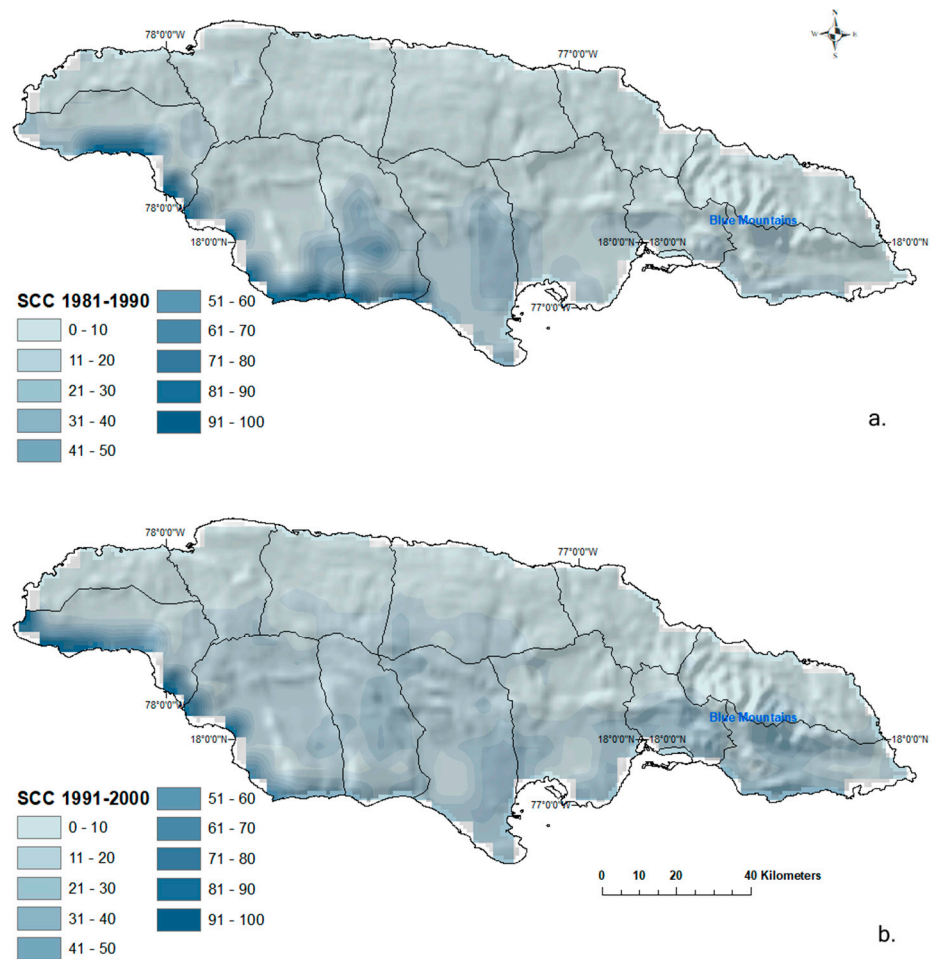 N
W E
S
78°0'0"W
77°0'0"W
Blue Mountains
78°0'0"W
18°0'0"N
18°0'0"N
18°0'0"N
18°0'0"N
77°0'0"W
SCC 1981-1990
0 - 10
11 - 20
21 - 30
31 - 40
41 - 50
51 - 60
61 - 70
71 - 80
81 - 90
91 - 100
a.
78°0'0"W
77°0'0"W
Blue Mountains
78°0'0"W
18°0'0"N
18°0'0"N
18°0'0"N
18°0'0"N
77°0'0"W
SCC 1991-2000
0 - 10
11 - 20
21 - 30
31 - 40
41 - 50
51 - 60
61 - 70
71 - 80
81 - 90
91 - 100
0 10 20 40 Kilometers
b.